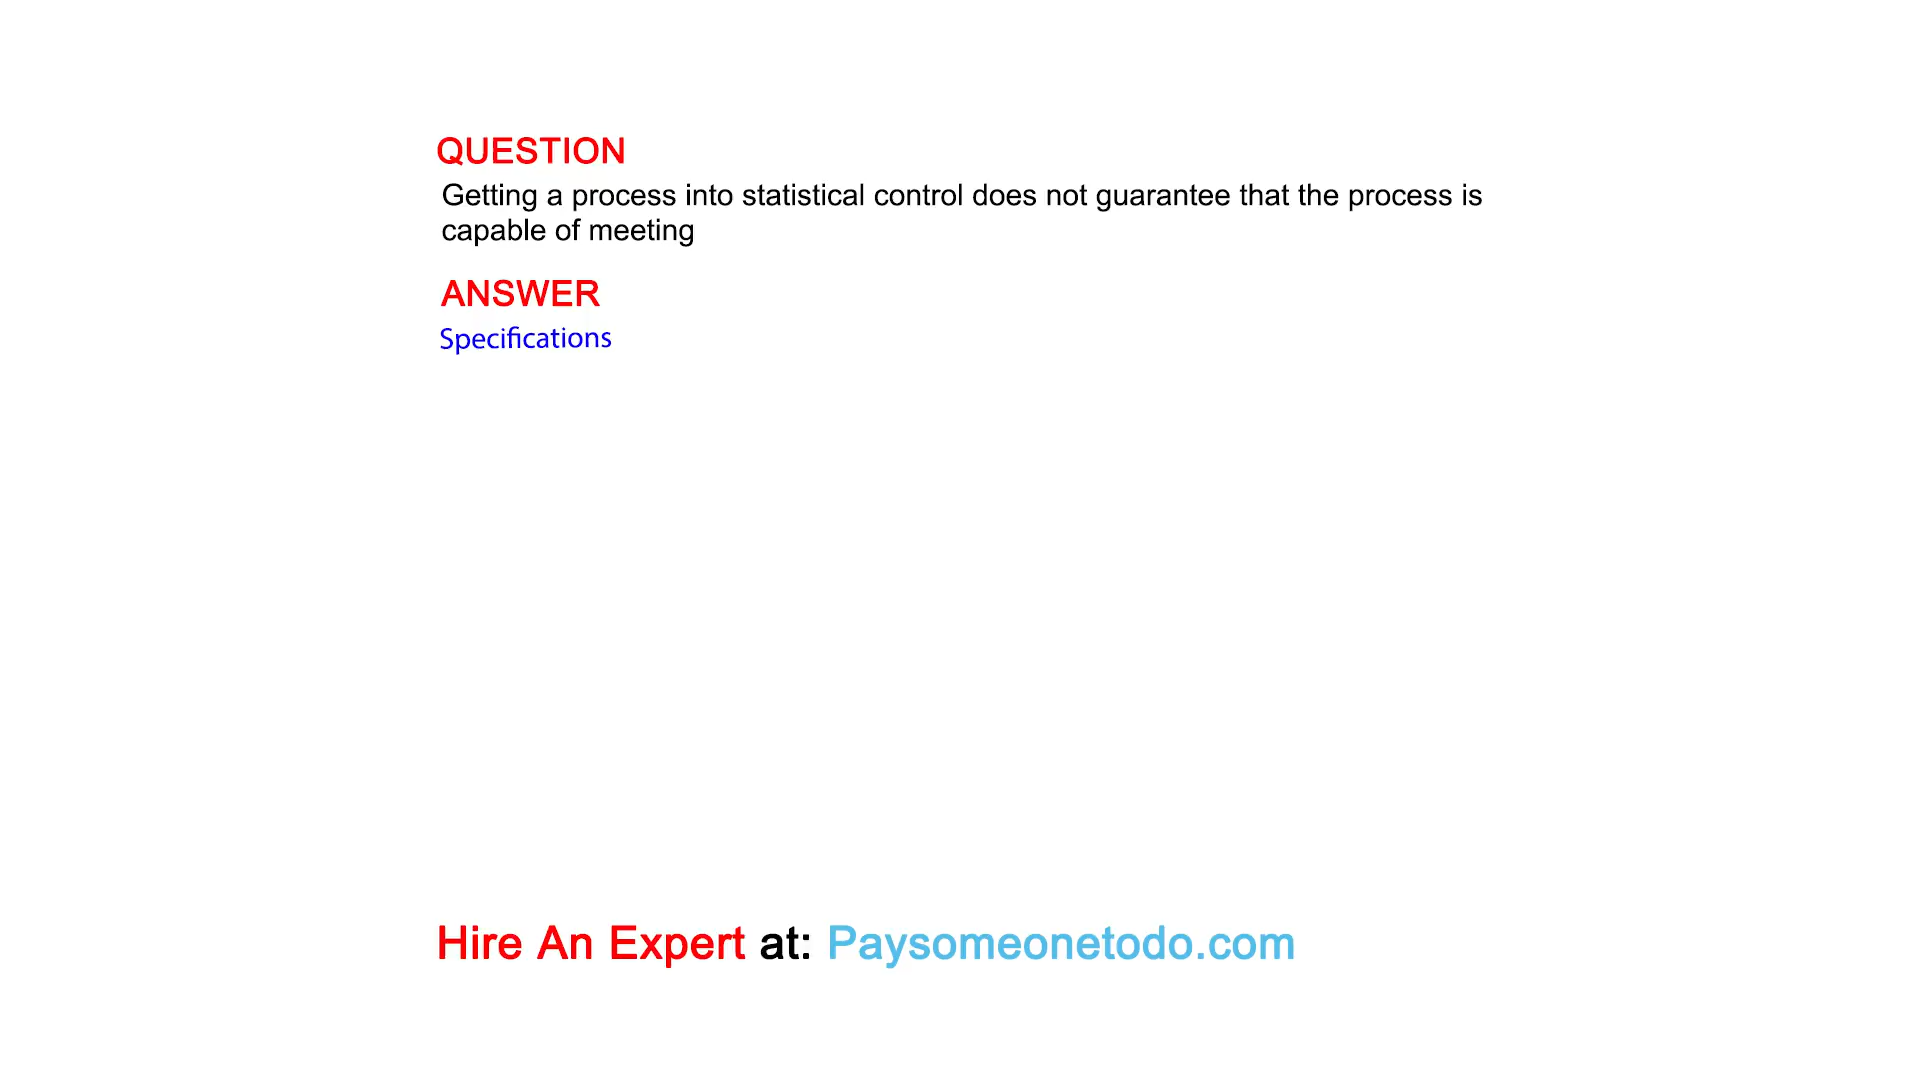 QUESTION
Getting a process into statistical control does not guarantee that the process is
capable of meeting
ANSWER
Specifications
Hire An Expert at: Paysomeonetodo.com